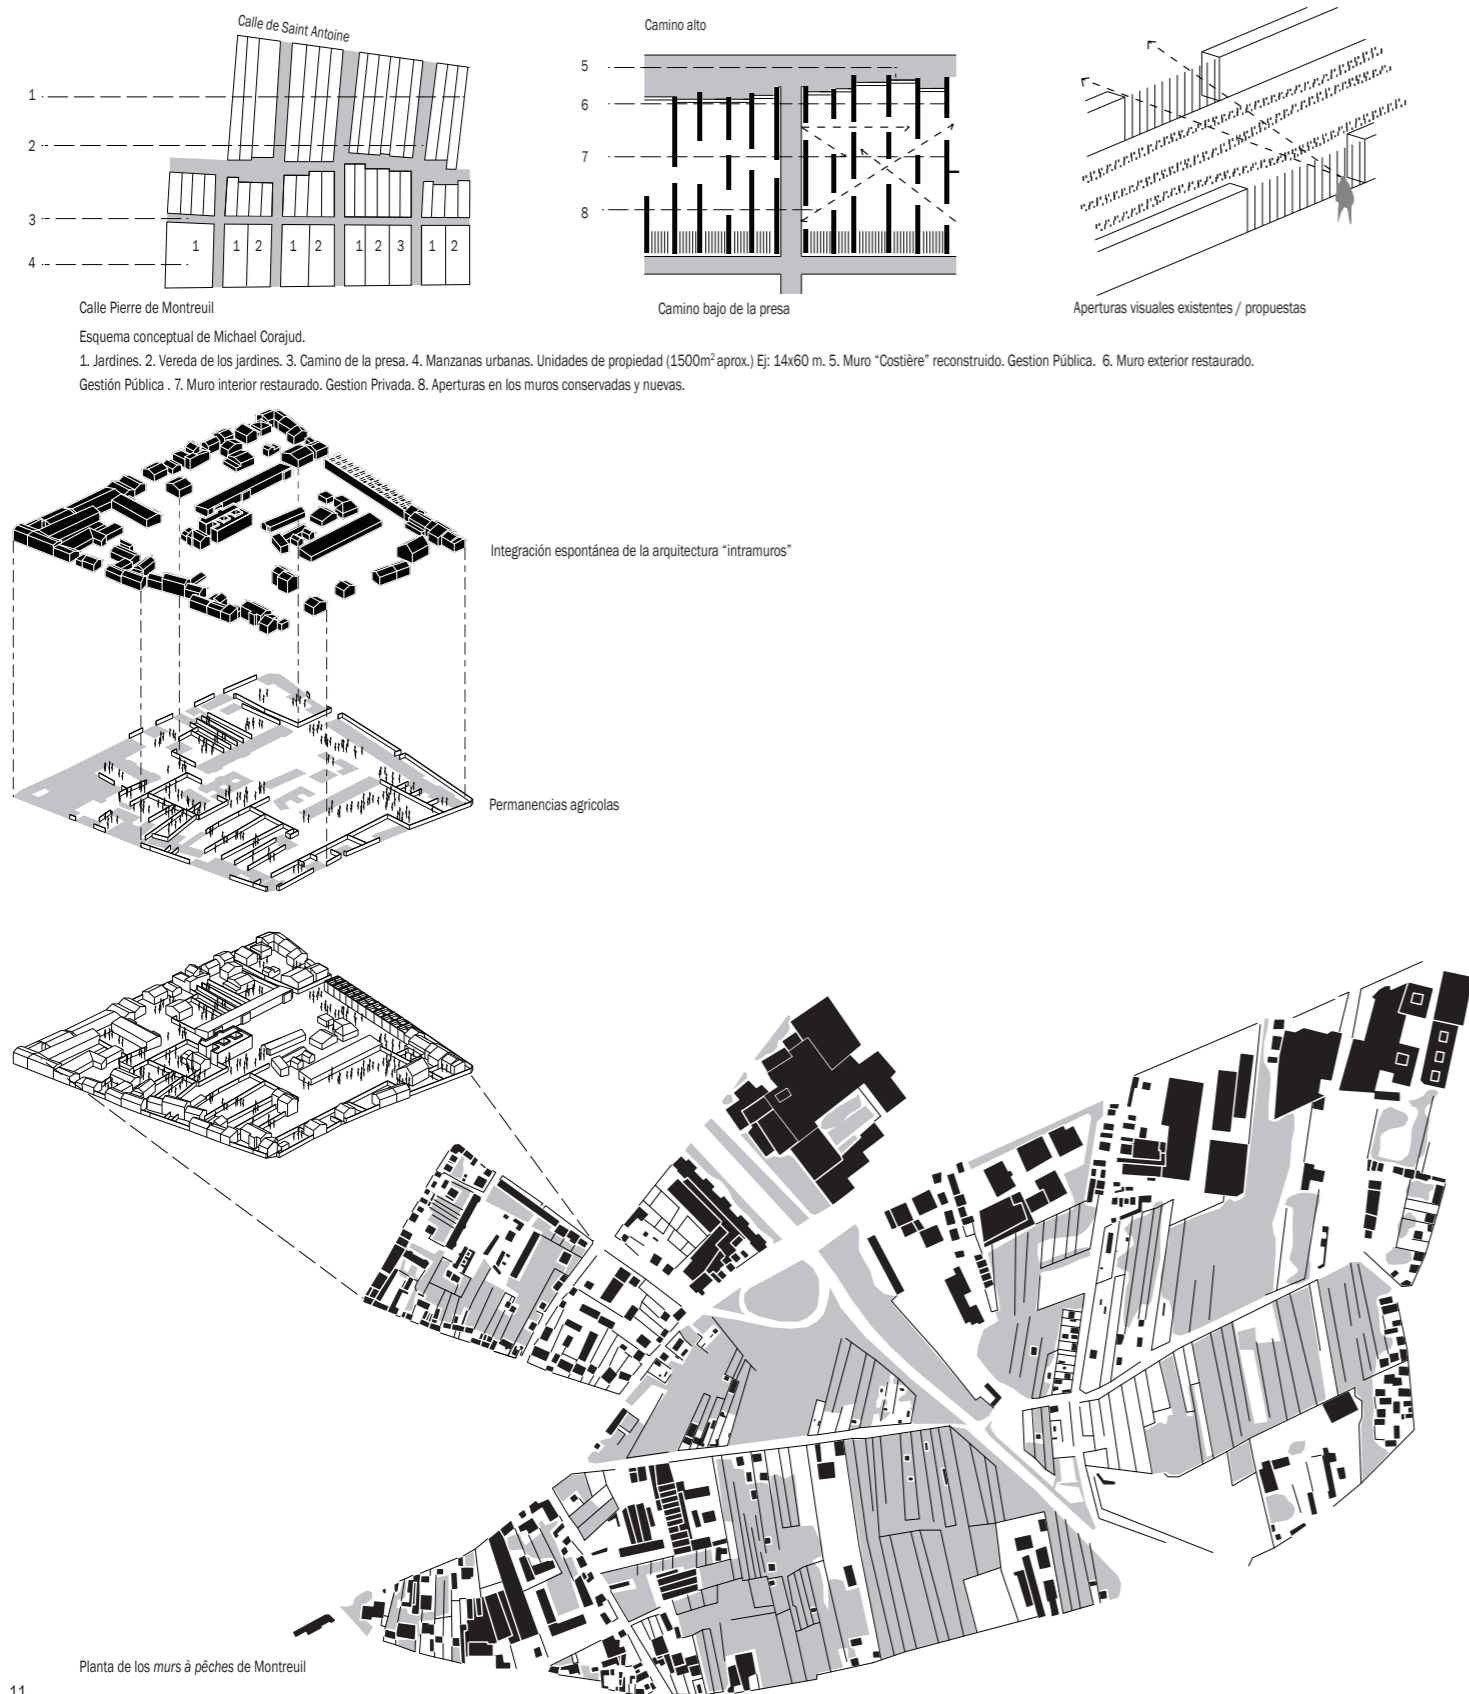 Calle de Saint Antoine
1
2
3
4
1 1 2 1 2 1 2 3 1 2
Calle Pierre de Montreuil
Camino alto
5
6
7
8
Camino bajo de la presa
Aperturas visuales existentes / propuestas
Esquema conceptual de Michael Corajud.
1. Jardines. 2. Vereda de los jardines. 3. Camino de la presa. 4. Manzanas urbanas. Unidades de propiedad (1500m² aprox.) Ej: 14x60 m. 5. Muro “Costière” reconstruido. Gestion Pública. 6. Muro exterior restaurado.
Gestión Pública . 7. Muro interior restaurado. Gestion Privada. 8. Aperturas en los muros conservadas y nuevas.
Integración espontánea de la arquitectura “intramuros”
Permanencias agricolas
Planta de los murs à pêches de Montreuil
11